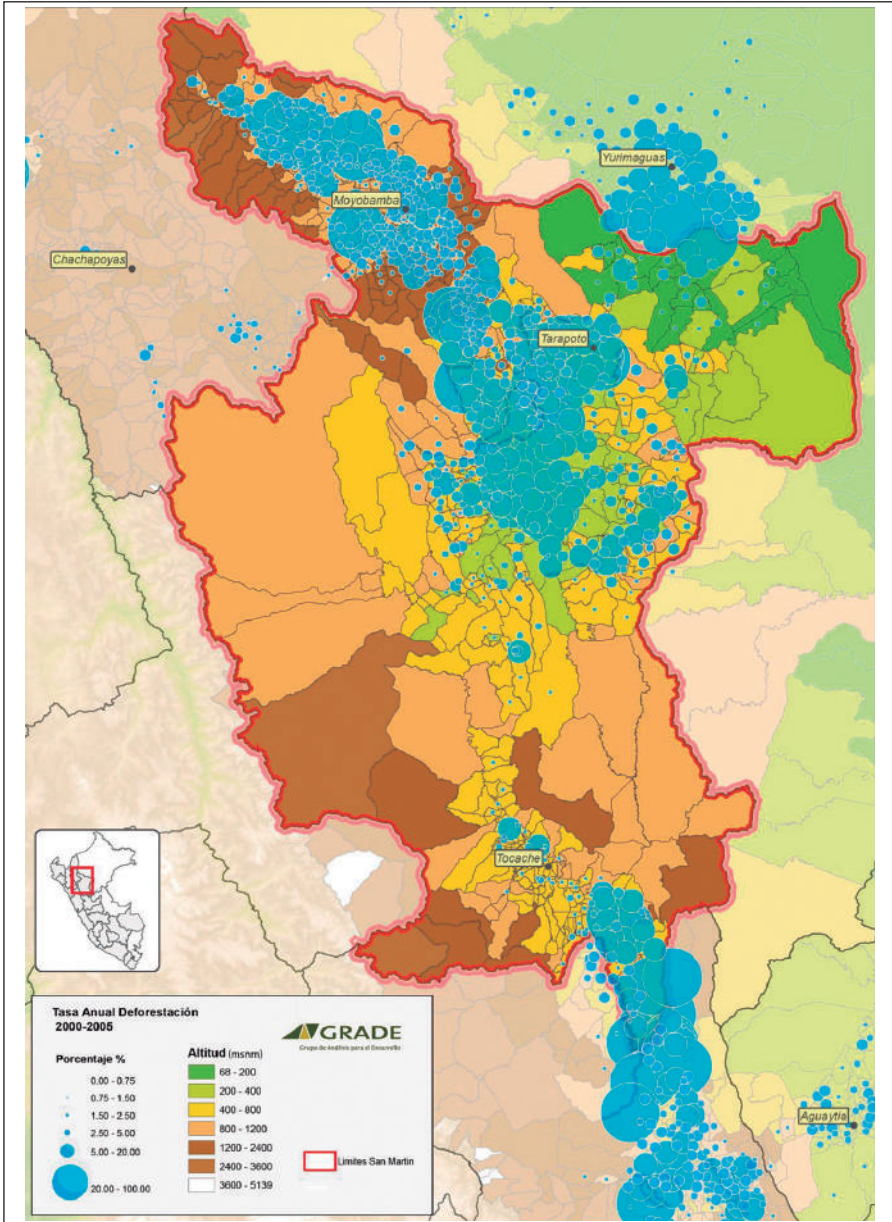 Yurimaguas
Moyobamba
Chachapoyas
Tarapoto
Tocache
Aguaytia
Tasa Anual Deforestación
2000-2005
GRADE
Grupo de Análisis para el Desarrollo
Porcentaje %
0.00 - 0.75
0.75 - 1.50
1.50 - 2.50
2.50 - 5.00
5.00 - 20.00
20.00 - 100.00
Altitud (msnm)
68 - 200
200 - 400
400 - 800
800 - 1200
1200 - 2400
2400 - 3600
3600 - 5139
Limites San Martin